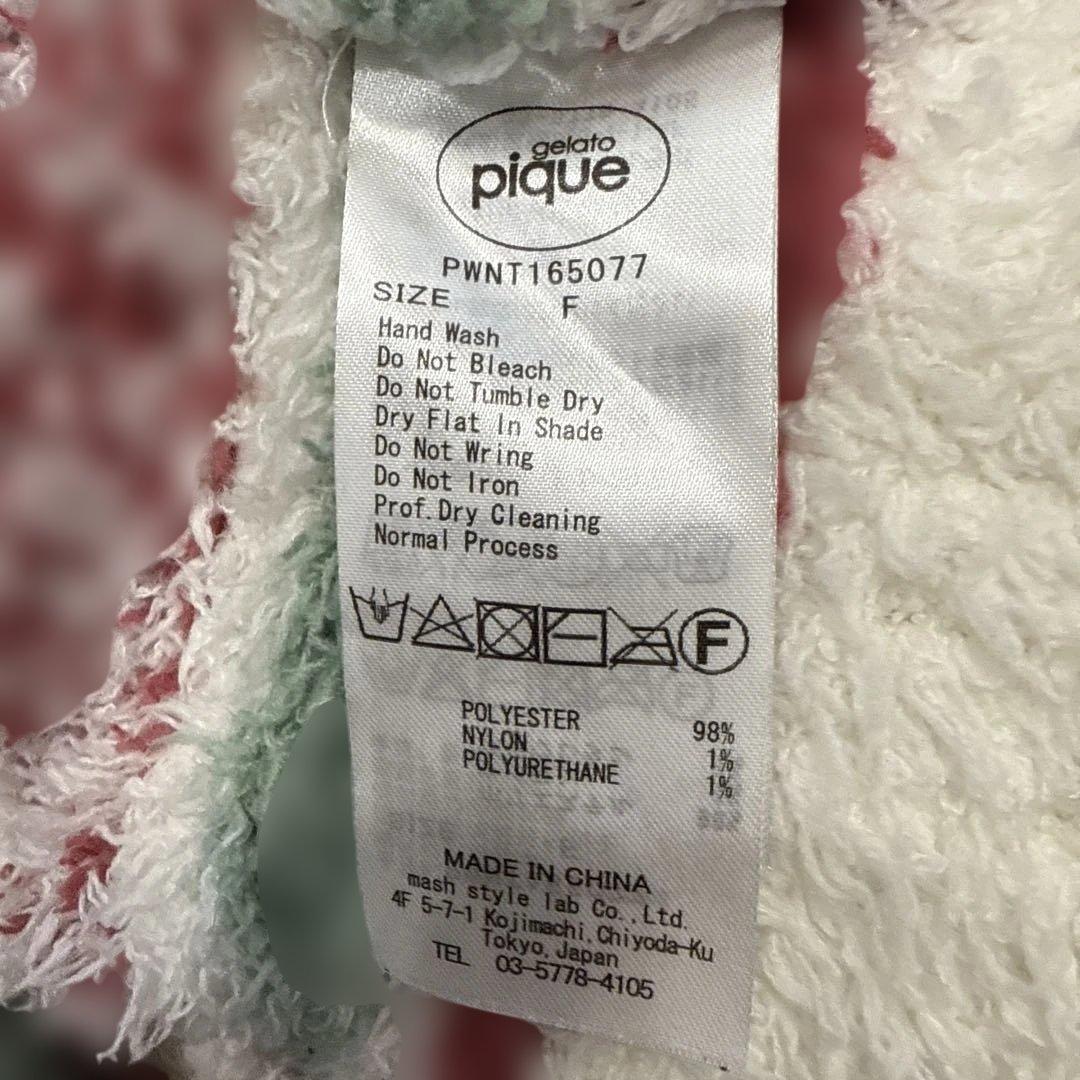 gelato
pique
PWNT165077
SIZE F
Hand Wash
Do Not Bleach
Do Not Tumble Dry
Dry Flat In Shade
Do Not Wring
Do Not Iron
Prof.Dry Cleaning
Normal Process
F
POLYESTER 98%
NYLON 1%
POLYURETHANE 1%
MADE IN CHINA
mash style lab Co.,Ltd.
4F 5-7-1 Kojimachi,Chiyoda-Ku
Tokyo,Japan
TEL 03-5778-4105